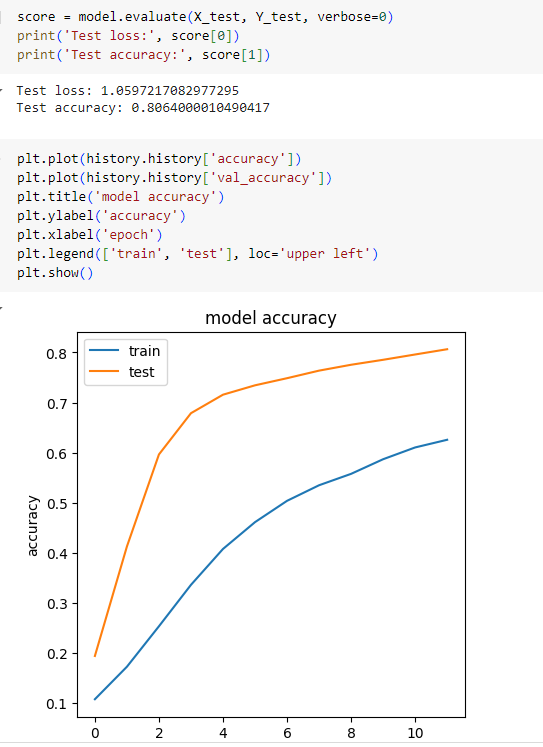 score = model.evaluate(X_test, Y_test, verbose=0)
print('Test loss:', score[0])
print('Test accuracy:', score[1])
Test loss: 1.0597217082977295
Test accuracy: 0.8064000010490417
plt.plot(history.history['accuracy'])
plt.plot(history.history['val_accuracy'])
plt.title('model accuracy')
plt.ylabel('accuracy')
plt.xlabel('epoch')
plt.legend(['train', 'test'], loc='upper left')
plt.show()
model accuracy
train
test
0.8
0.7
0.6
0.5
accuracy
0.4
0.3
0.2
0.1
0 2 4 6 8 10